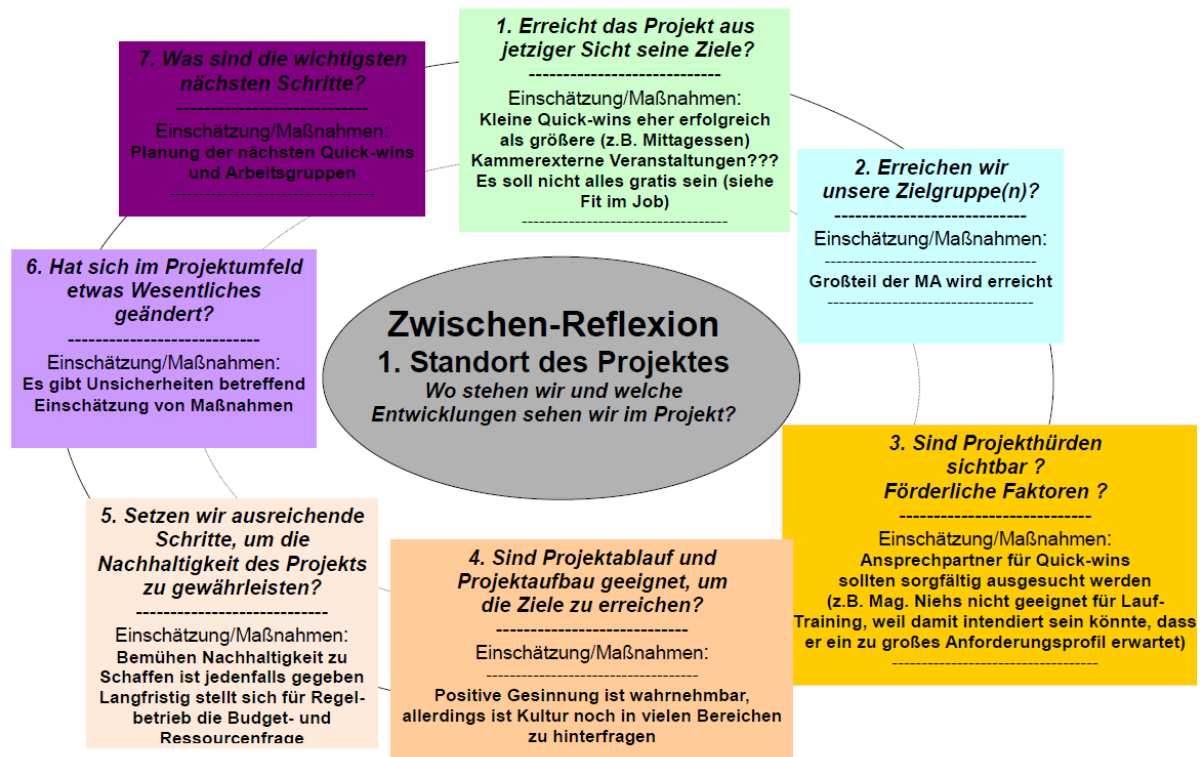 Zwischen-Reflexion
1. Standort des Projektes
Wo stehen wir und welche
Entwicklungen sehen wir im Projekt?
1. Erreicht das Projekt aus
jetziger Sicht seine Ziele?
----------------------------
Einschätzung/Maßnahmen:
Kleine Quick-wins eher erfolgreich
als größere (z.B. Mittagessen)
Kammerexterne Veranstaltungen???
Es soll nicht alles gratis sein (siehe
Fit im Job)
-----------------------------------
2. Erreichen wir
unsere Zielgruppe(n)?
----------------------------
Einschätzung/Maßnahmen:
------------------------------------
Großteil der MA wird erreicht
-----------------------------------
3. Sind Projekthürden
sichtbar ?
Förderliche Faktoren ?
----------------------------
Einschätzung/Maßnahmen:
Ansprechpartner für Quick-wins
sollten sorgfältig ausgesucht werden
(z.B. Mag. Niehs nicht geeignet für Lauf-
Training, weil damit intendiert sein könnte, dass
er ein zu großes Anforderungsprofil erwartet)
-----------------------------------
4. Sind Projektablauf und
Projektaufbau geeignet, um
die Ziele zu erreichen?
----------------------------
Einschätzung/Maßnahmen:
------------------------------------
Positive Gesinnung ist wahrnehmbar,
allerdings ist Kultur noch in vielen Bereichen
zu hinterfragen
5. Setzen wir ausreichende
Schritte, um die
Nachhaltigkeit des Projekts
zu gewährleisten?
----------------------------
Einschätzung/Maßnahmen:
Bemühen Nachhaltigkeit zu
Schaffen ist jedenfalls gegeben
Langfristig stellt sich für Regel-
betrieb die Budget- und
Ressourcenfrage
6. Hat sich im Projektumfeld
etwas Wesentliches
geändert?
----------------------------
Einschätzung/Maßnahmen:
Es gibt Unsicherheiten betreffend
Einschätzung von Maßnahmen
7. Was sind die wichtigsten
nächsten Schritte?
----------------------------
Einschätzung/Maßnahmen:
Planung der nächsten Quick-wins
und Arbeitsgruppen
-----------------------------------